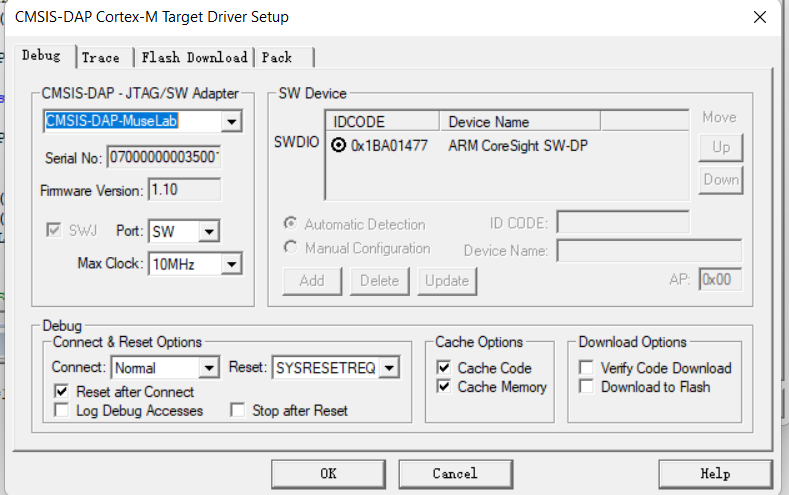 CMSIS-DAP Cortex-M Target Driver Setup
Debug Trace Flash Download Pack
CMSIS-DAP - JTAG/SW Adapter
CMSIS-DAP-MuseLab
Serial No: 07000000003500
Firmware Version: 1.10
SWJ Port: SW
Max Clock: 10MHz
SW Device
IDCODE Device Name
SWDIO 0x1BA01477 ARM CoreSight SW-DP
Move
Up
Down
Automatic Detection ID CODE:
Manual Configuration Device Name:
Add Delete Update AP: 0x00
Debug
Connect & Reset Options
Connect: Normal Reset: SYSRESETREQ
Reset after Connect
Log Debug Accesses Stop after Reset
Cache Options
Cache Code
Cache Memory
Download Options
Verify Code Download
Download to Flash
OK Cancel Help